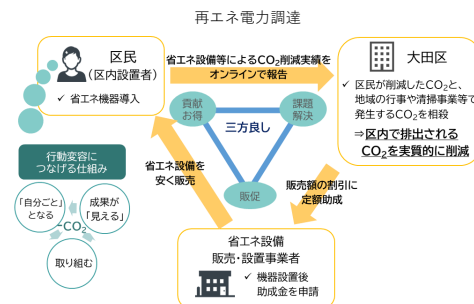 再エネ電力調達
区民
(区内設置者)
✓ 省エネ機器導入
省エネ設備等によるCO₂削減実績を
オンラインで報告
大田区
✓ 区民が削減したCO₂と、
地域の行事や清掃事業等で
発生するCO₂を相殺
⇒区内で排出される
CO₂を実質的に削減
貢献
お得
課題
解決
三方良し
販促
省エネ設備を
安く販売
販売額の割引に
定額助成
行動変容に
つなげる仕組み
「自分ごと」
となる
成果が
「見える」
-CO₂
取り組む
省エネ設備
販売・設置事業者
✓ 機器設置後
助成金を申請